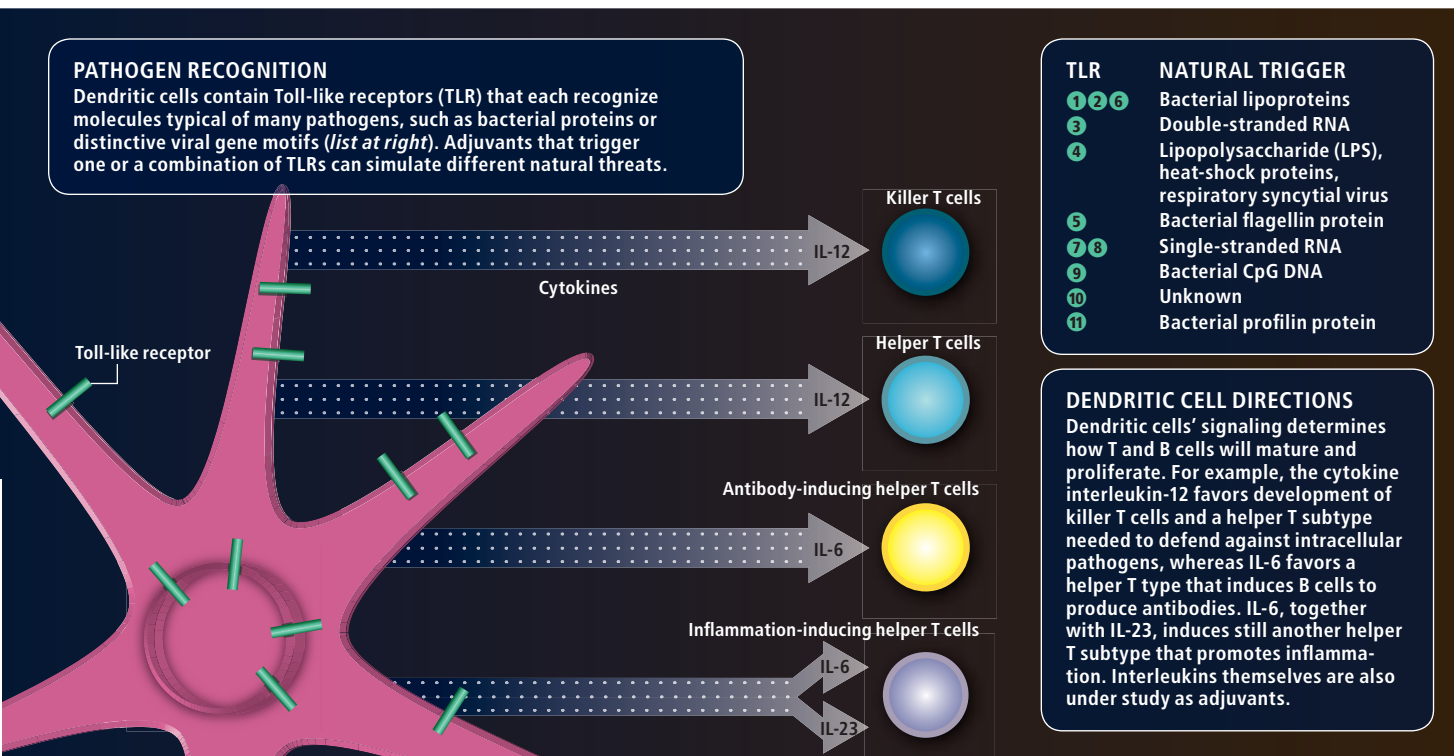 PATHOGEN RECOGNITION
Dendritic cells contain Toll-like receptors (TLR) that each recognize
molecules typical of many pathogens, such as bacterial proteins or
distinctive viral gene motifs (list at right). Adjuvants that trigger
one or a combination of TLRs can simulate different natural threats.
Killer T cells
IL-12
Cytokines
Helper T cells
Toll-like receptor
IL-12
Antibody-inducing helper T cells
IL-6
Inflammation-inducing helper T cells
IL-6
IL-23
TLR NATURAL TRIGGER
1 2 6 Bacterial lipoproteins
3 Double-stranded RNA
4 Lipopolysaccharide (LPS),
heat-shock proteins,
respiratory syncytial virus
5 Bacterial flagellin protein
7 8 Single-stranded RNA
9 Bacterial CpG DNA
10 Unknown
11 Bacterial profilin protein
DENDRITIC CELL DIRECTIONS
Dendritic cells' signaling determines
how T and B cells will mature and
proliferate. For example, the cytokine
interleukin-12 favors development of
killer T cells and a helper T subtype
needed to defend against intracellular
pathogens, whereas IL-6 favors a
helper T type that induces B cells to
produce antibodies. IL-6, together
with IL-23, induces still another helper
T subtype that promotes inflamma-
tion. Interleukins themselves are also
under study as adjuvants.